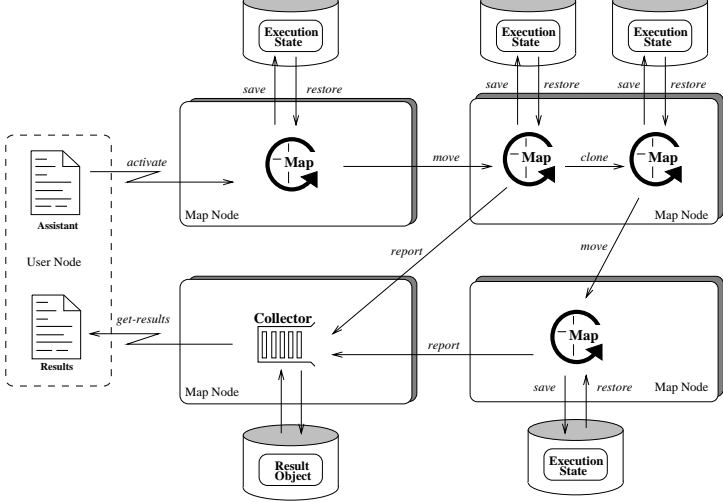 Execution
State
Execution
State
Execution
State
save
restore
save
restore
save
restore
activate
Map
move
Map
clone
Map
Assistant
Map Node
Map Node
User Node
report
move
get-results
Collector
Map
report
Results
Map Node
save
restore
Map Node
Result
Object
Execution
State